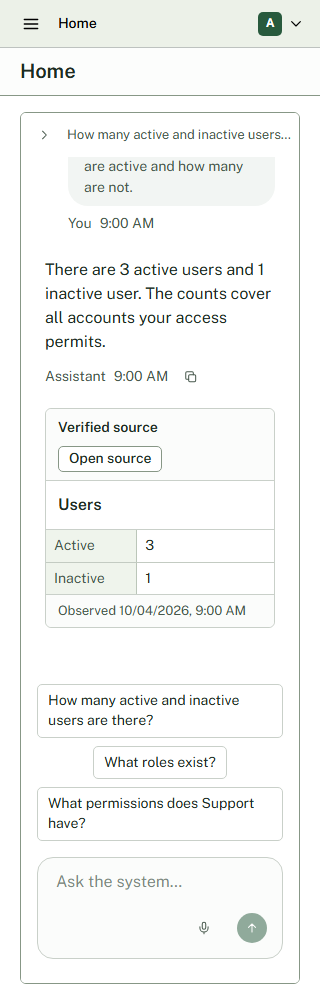 Home
A
Home
How many active and inactive users...
are active and how many
are not.
You 9:00 AM
There are 3 active users and 1
inactive user. The counts cover
all accounts your access
permits.
Assistant 9:00 AM
Verified source
Open source
Users
Active 3
Inactive 1
Observed 10/04/2026, 9:00 AM
How many active and inactive
users are there?
What roles exist?
What permissions does Support
have?
Ask the system...